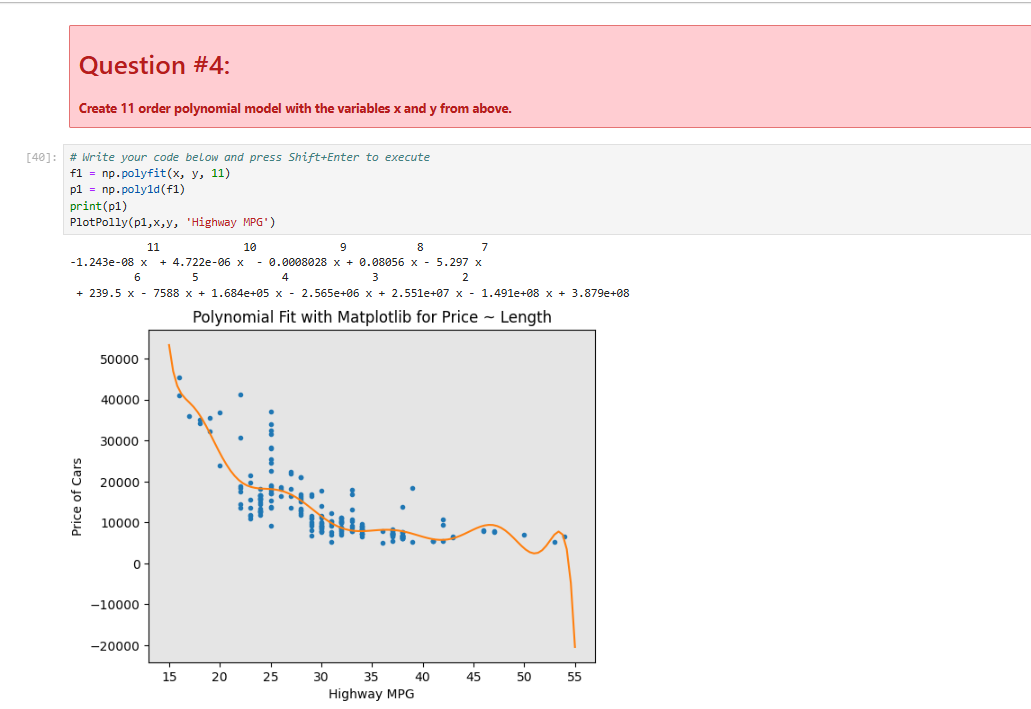 Question #4:
Create 11 order polynomial model with the variables x and y from above.
[40]:
# Write your code below and press Shift+Enter to execute
f1 = np.polyfit(x, y, 11)
p1 = np.poly1d(f1)
print(p1)
PlotPolly(p1,x,y, 'Highway MPG')
11 10 9 8 7
-1.243e-08 x + 4.722e-06 x - 0.0008028 x + 0.08056 x - 5.297 x
6 5 4 3 2
+ 239.5 x - 7588 x + 1.684e+05 x - 2.565e+06 x + 2.551e+07 x - 1.491e+08 x + 3.879e+08
Polynomial Fit with Matplotlib for Price ~ Length
50000
40000
30000
20000
10000
0
−10000
−20000
Price of Cars
15 20 25 30 35 40 45 50 55
Highway MPG